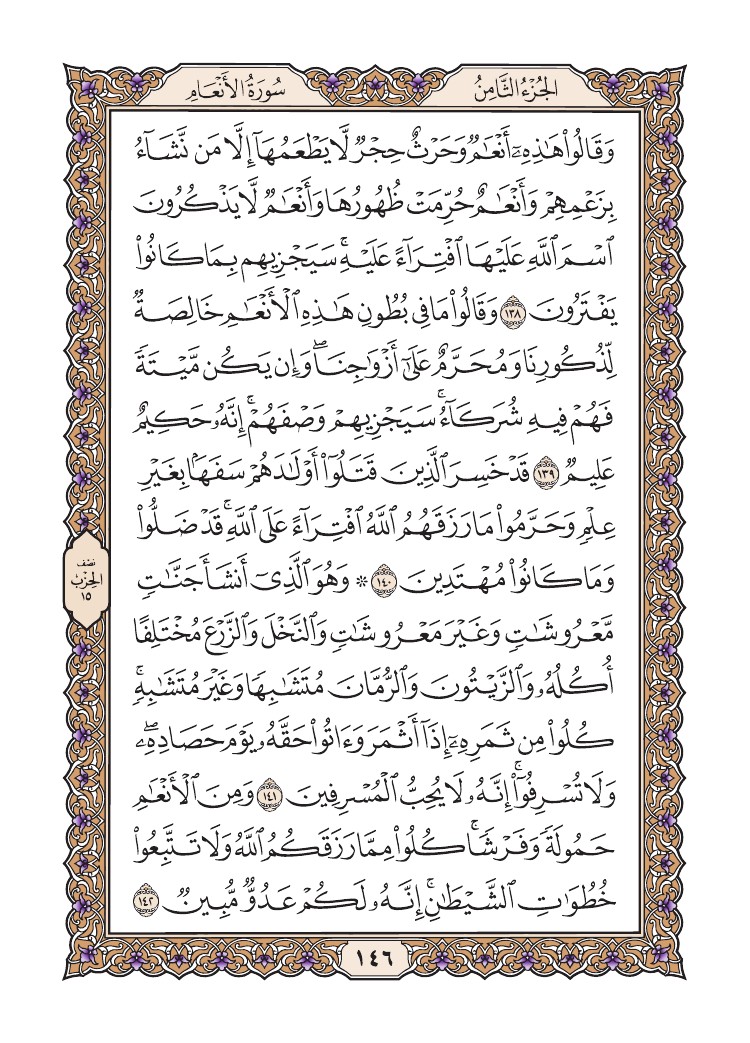 الجُزْءُ الثَّامِنُ
سُورَةُ الأَنْعَامِ
وَقَالُوا۟ هَـٰذِهِۦٓ أَنْعَـٰمٌ وَحَرْثٌ حِجْرٌ لَّا يَطْعَمُهَآ إِلَّا مَن نَّشَآءُ
بِزَعْمِهِمْ وَأَنْعَـٰمٌ حُرِّمَتْ ظُهُورُهَا وَأَنْعَـٰمٌ لَّا يَذْكُرُونَ
ٱسْمَ ٱللَّهِ عَلَيْهَا ٱفْتِرَآءً عَلَيْهِ ۚ سَيَجْزِيهِم بِمَا كَانُوا۟
يَفْتَرُونَ ١٣٨ وَقَالُوا۟ مَا فِى بُطُونِ هَـٰذِهِ ٱلْأَنْعَـٰمِ خَالِصَةٌ
لِّذُكُورِنَا وَمُحَرَّمٌ عَلَىٰٓ أَزْوَٰجِنَا ۖ وَإِن يَكُن مَّيْتَةً
فَهُمْ فِيهِ شُرَكَآءُ ۚ سَيَجْزِيهِمْ وَصْفَهُمْ ۚ إِنَّهُۥ حَكِيمٌ
عَلِيمٌ ١٣٩ قَدْ خَسِرَ ٱلَّذِينَ قَتَلُوٓا۟ أَوْلَـٰدَهُمْ سَفَهًۢا بِغَيْرِ
عِلْمٍ وَحَرَّمُوا۟ مَا رَزَقَهُمُ ٱللَّهُ ٱفْتِرَآءً عَلَى ٱللَّهِ ۚ قَدْ ضَلُّوا۟
وَمَا كَانُوا۟ مُهْتَدِينَ ١٤٠ ۞ وَهُوَ ٱلَّذِىٓ أَنشَأَ جَنَّـٰتٍ
مَّعْرُوشَـٰتٍ وَغَيْرَ مَعْرُوشَـٰتٍ وَٱلنَّخْلَ وَٱلزَّرْعَ مُخْتَلِفًا
أُكُلُهُۥ وَٱلزَّيْتُونَ وَٱلرُّمَّانَ مُتَشَـٰبِهًا وَغَيْرَ مُتَشَـٰبِهٍ ۚ
كُلُوا۟ مِن ثَمَرِهِۦٓ إِذَآ أَثْمَرَ وَءَاتُوا۟ حَقَّهُۥ يَوْمَ حَصَادِهِۦ ۖ
وَلَا تُسْرِفُوٓا۟ ۚ إِنَّهُۥ لَا يُحِبُّ ٱلْمُسْرِفِينَ ١٤١ وَمِنَ ٱلْأَنْعَـٰمِ
حَمُولَةً وَفَرْشًا ۚ كُلُوا۟ مِمَّا رَزَقَكُمُ ٱللَّهُ وَلَا تَتَّبِعُوا۟
خُطُوَٰتِ ٱلشَّيْطَـٰنِ ۚ إِنَّهُۥ لَكُمْ عَدُوٌّ مُّبِينٌ ١٤٢
نصف
الحزب
١٥
١٤٦